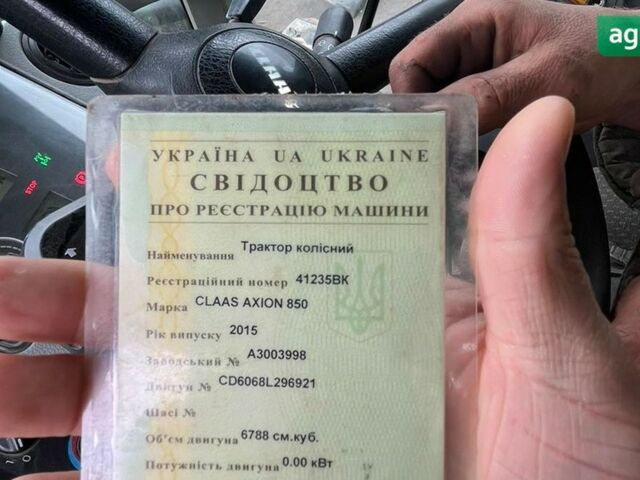 ag
STOP
УКРАЇНА UA UKRAINE
СВІДОЦТВО
ПРО РЕЄСТРАЦІЮ МАШИНИ
Найменування Трактор колісний
Реєстраційний номер 41235ВК
Марка CLAAS AXION 850
Рік випуску 2015
Заводський № A3003998
Двигун № CD6068L296921
Шасі №
Об'єм двигуна 6788 см.куб.
Потужність двигуна 0.00 кВт